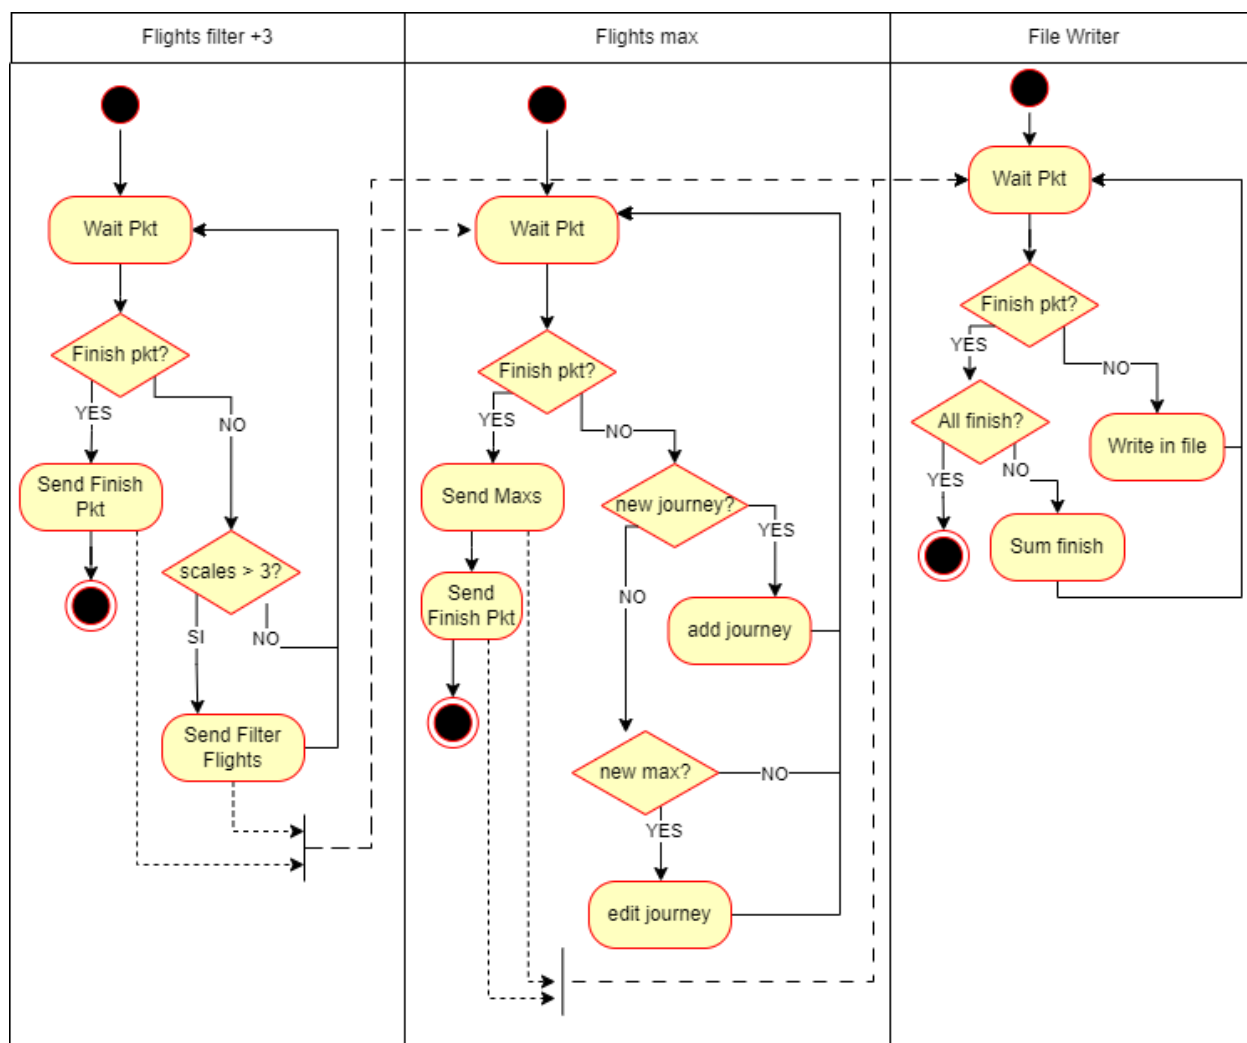 Flights filter +3
Flights max
File Writer
Wait Pkt
Finish pkt?
YES
NO
Send Finish
Pkt
scales > 3?
SI
NO
Send Filter
Flights
Wait Pkt
Finish pkt?
YES
NO
Send Maxs
new journey?
YES
NO
Send
Finish Pkt
add journey
new max?
NO
YES
edit journey
Wait Pkt
Finish pkt?
YES
NO
All finish?
Write in file
YES
NO
Sum finish